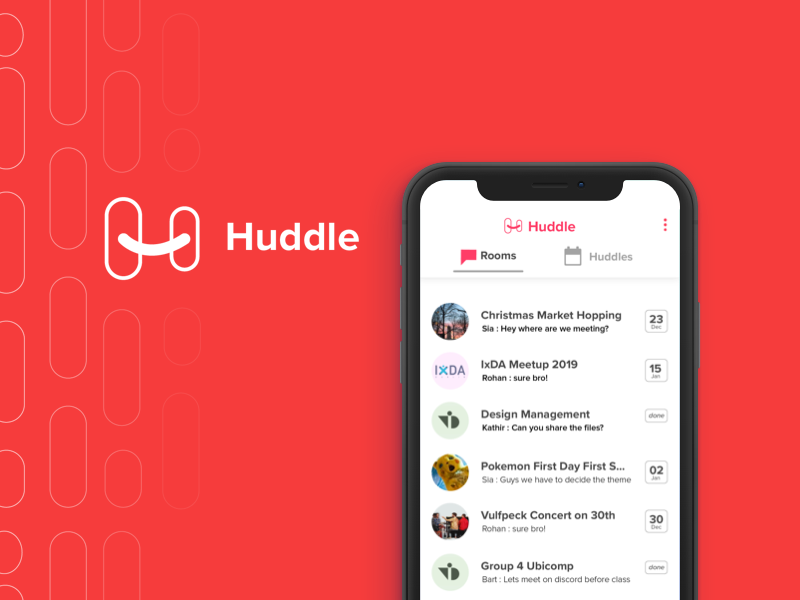 Huddle
Huddle
Rooms
Huddles
Christmas Market Hopping
Sia : Hey where are we meeting?
23
Dec
IxDA
IxDA Meetup 2019
Rohan : sure bro!
15
Jan
Design Management
Kathir : Can you share the files?
done
Pokemon First Day First S...
Sia : Guys we have to decide the theme
02
Jan
Vulfpeck Concert on 30th
Rohan : sure bro!
30
Dec
Group 4 Ubicomp
Bart : Lets meet on discord before class
done